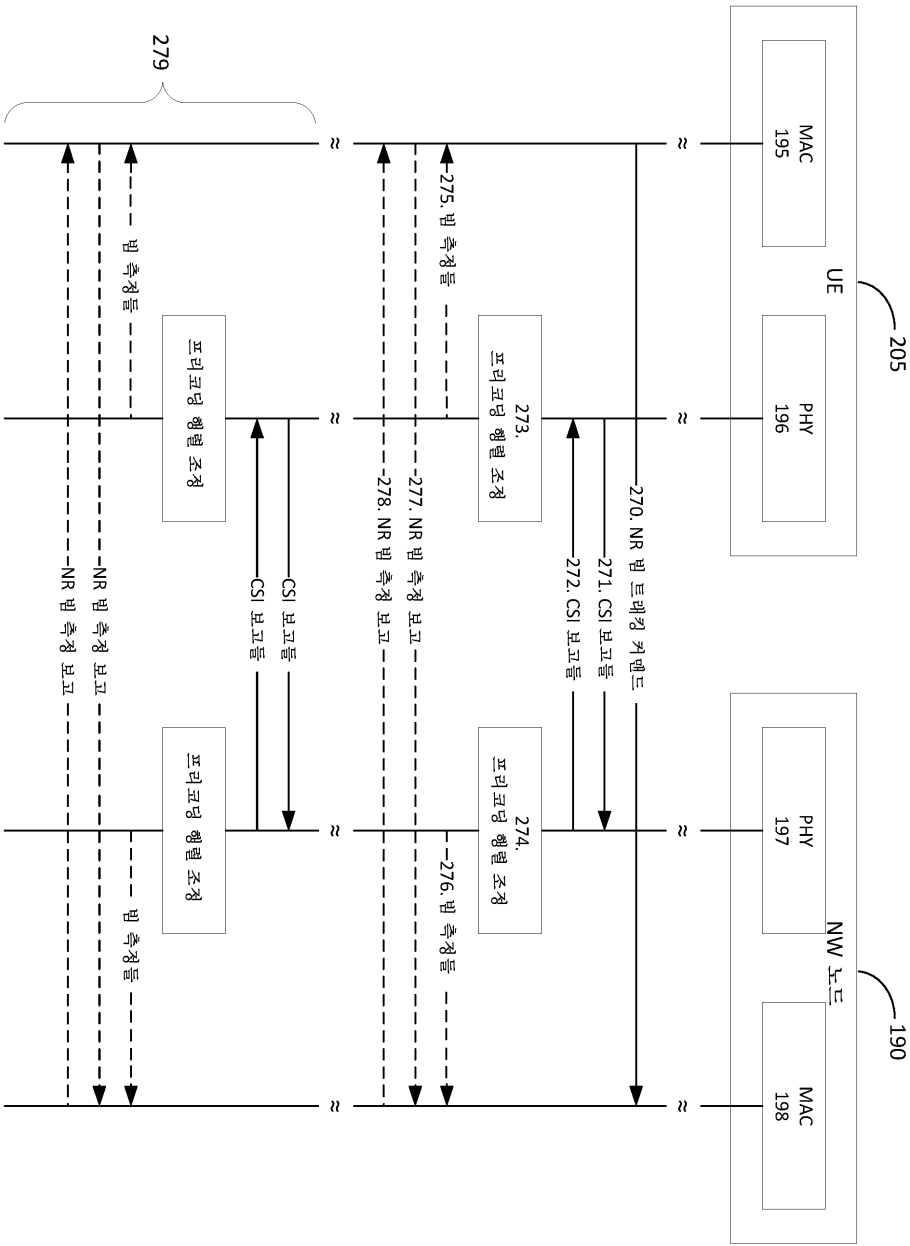 205
190
UE
NW 노드
MAC
195
PHY
196
PHY
197
MAC
198
270. NR 빔 트래킹 커맨드
271. CSI 보고들
272. CSI 보고들
273.
프리코딩 행렬 조정
274.
프리코딩 행렬 조정
275. 빔 측정들
276. 빔 측정들
277. NR 빔 측정 보고
278. NR 빔 측정 보고
279
CSI 보고들
CSI 보고들
프리코딩 행렬 조정
프리코딩 행렬 조정
빔 측정들
빔 측정들
NR 빔 측정 보고
NR 빔 측정 보고